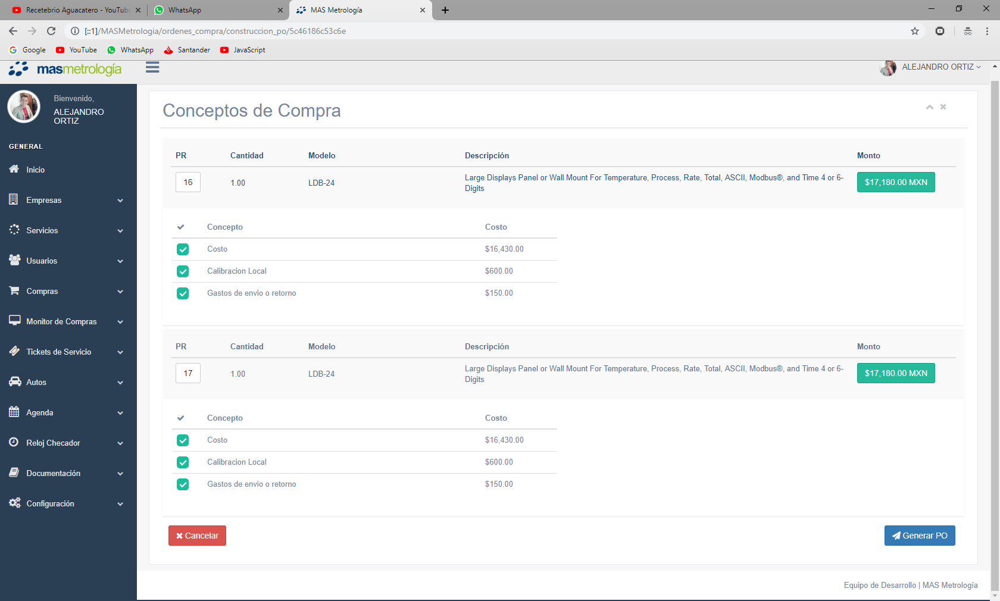 Recetebrio Aguacatero - YouTub
WhatsApp
MAS Metrología
[::1]/MASMetrologia/ordenes_compra/construccion_po/5c46186c53c6e
Google
YouTube
WhatsApp
Santander
JavaScript
masmetrología
ALEJANDRO ORTIZ
Bienvenido,
ALEJANDRO
ORTIZ
GENERAL
Inicio
Empresas
Servicios
Usuarios
Compras
Monitor de Compras
Tickets de Servicio
Autos
Agenda
Reloj Checador
Documentación
Configuración
Conceptos de Compra
PR Cantidad Modelo Descripción Monto
16 1.00 LDB-24 Large Displays Panel or Wall Mount For Temperature, Process, Rate, Total, ASCII, Modbus®, and Time 4 or 6- $17,180.00 MXN
Digits
Concepto Costo
Costo $16,430.00
Calibracion Local $600.00
Gastos de envio o retorno $150.00
PR Cantidad Modelo Descripción Monto
17 1.00 LDB-24 Large Displays Panel or Wall Mount For Temperature, Process, Rate, Total, ASCII, Modbus®, and Time 4 or 6- $17,180.00 MXN
Digits
Concepto Costo
Costo $16,430.00
Calibracion Local $600.00
Gastos de envio o retorno $150.00
Cancelar
Generar PO
Equipo de Desarrollo | MAS Metrología